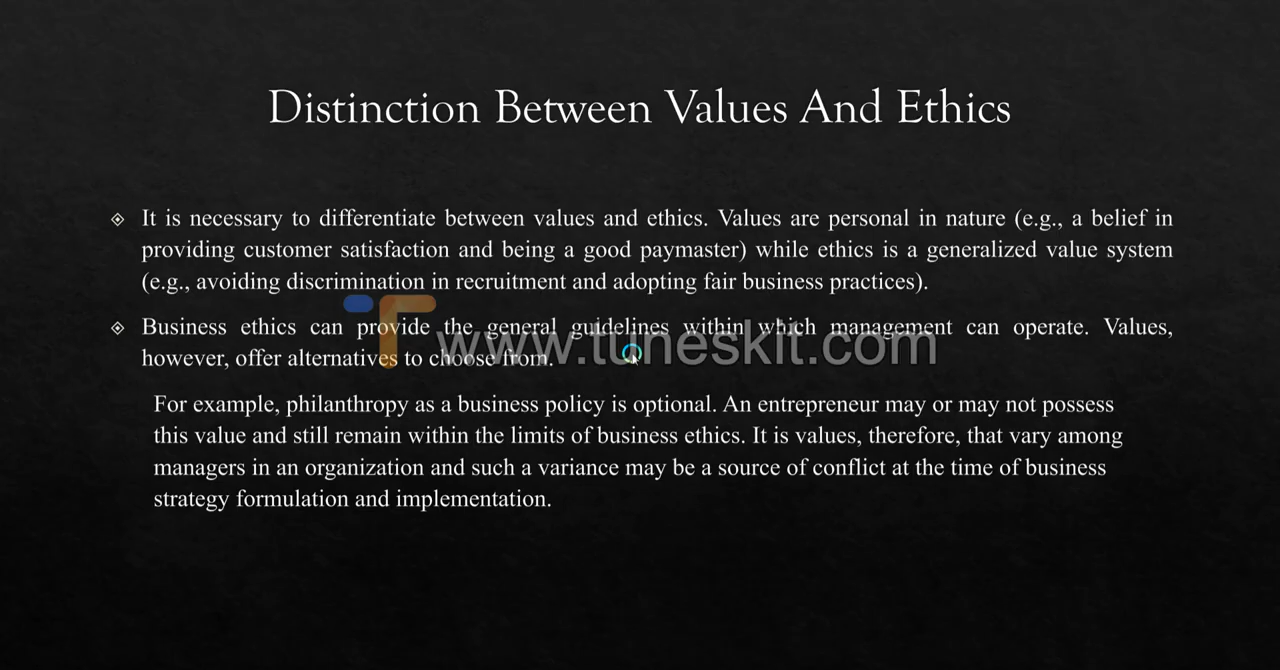 Distinction Between Values And Ethics
It is necessary to differentiate between values and ethics. Values are personal in nature (e.g., a belief in
providing customer satisfaction and being a good paymaster) while ethics is a generalized value system
(e.g., avoiding discrimination in recruitment and adopting fair business practices).
Business ethics can provide the general guidelines within which management can operate. Values,
however, offer alternatives to choose from.
www.tuneskit.com
For example, philanthropy as a business policy is optional. An entrepreneur may or may not possess
this value and still remain within the limits of business ethics. It is values, therefore, that vary among
managers in an organization and such a variance may be a source of conflict at the time of business
strategy formulation and implementation.